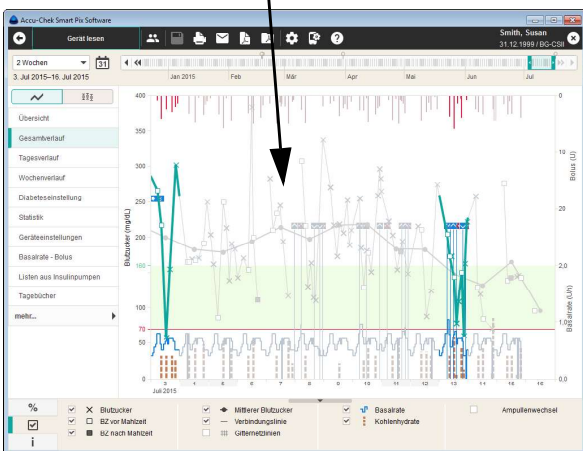 Accu-Chek Smart Pix Software
Gerät lesen
Smith, Susan
31.12.1999 / BG-CSII
2 Wochen
31
3. Jul 2015–16. Jul 2015
Jan 2015 Feb Mär Apr Mai Jun Jul
Übersicht
Gesamtverlauf
Tagesverlauf
Wochenverlauf
Diabeteseinstellung
Statistik
Geräteeinstellungen
Basalrate - Bolus
Listen aus Insulinpumpen
Tagebücher
mehr...
Blutzucker (mg/dL)
400
350
300
250
200
160
100
70
50
0
0
10
20
2,0
1,0
0,0
Bolus (U)
Basalrate (U/h)
3 4 5 6 7 8 9 10 11 12 13 14 15 16
Juli 2015
%
i
Blutzucker
BZ vor Mahlzeit
BZ nach Mahlzeit
Mittlerer Blutzucker
Verbindungslinie
Gitternetzlinien
Basalrate
Kohlenhydrate
Ampullenwechsel